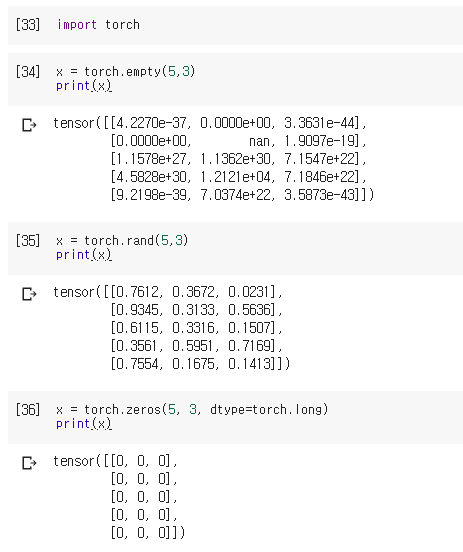 [33] import torch
[34] x = torch.empty(5,3)
print(x)
tensor([[4.2270e-37, 0.0000e+00, 3.3631e-44],
[0.0000e+00, nan, 1.9097e-19],
[1.1578e+27, 1.1362e+30, 7.1547e+22],
[4.5828e+30, 1.2121e+04, 7.1846e+22],
[9.2198e-39, 7.0374e+22, 3.5873e-43]])
[35] x = torch.rand(5,3)
print(x)
tensor([[0.7612, 0.3672, 0.0231],
[0.9345, 0.3133, 0.5636],
[0.6115, 0.3316, 0.1507],
[0.3561, 0.5951, 0.7169],
[0.7554, 0.1675, 0.1413]])
[36] x = torch.zeros(5, 3, dtype=torch.long)
print(x)
tensor([[0, 0, 0],
[0, 0, 0],
[0, 0, 0],
[0, 0, 0],
[0, 0, 0]])